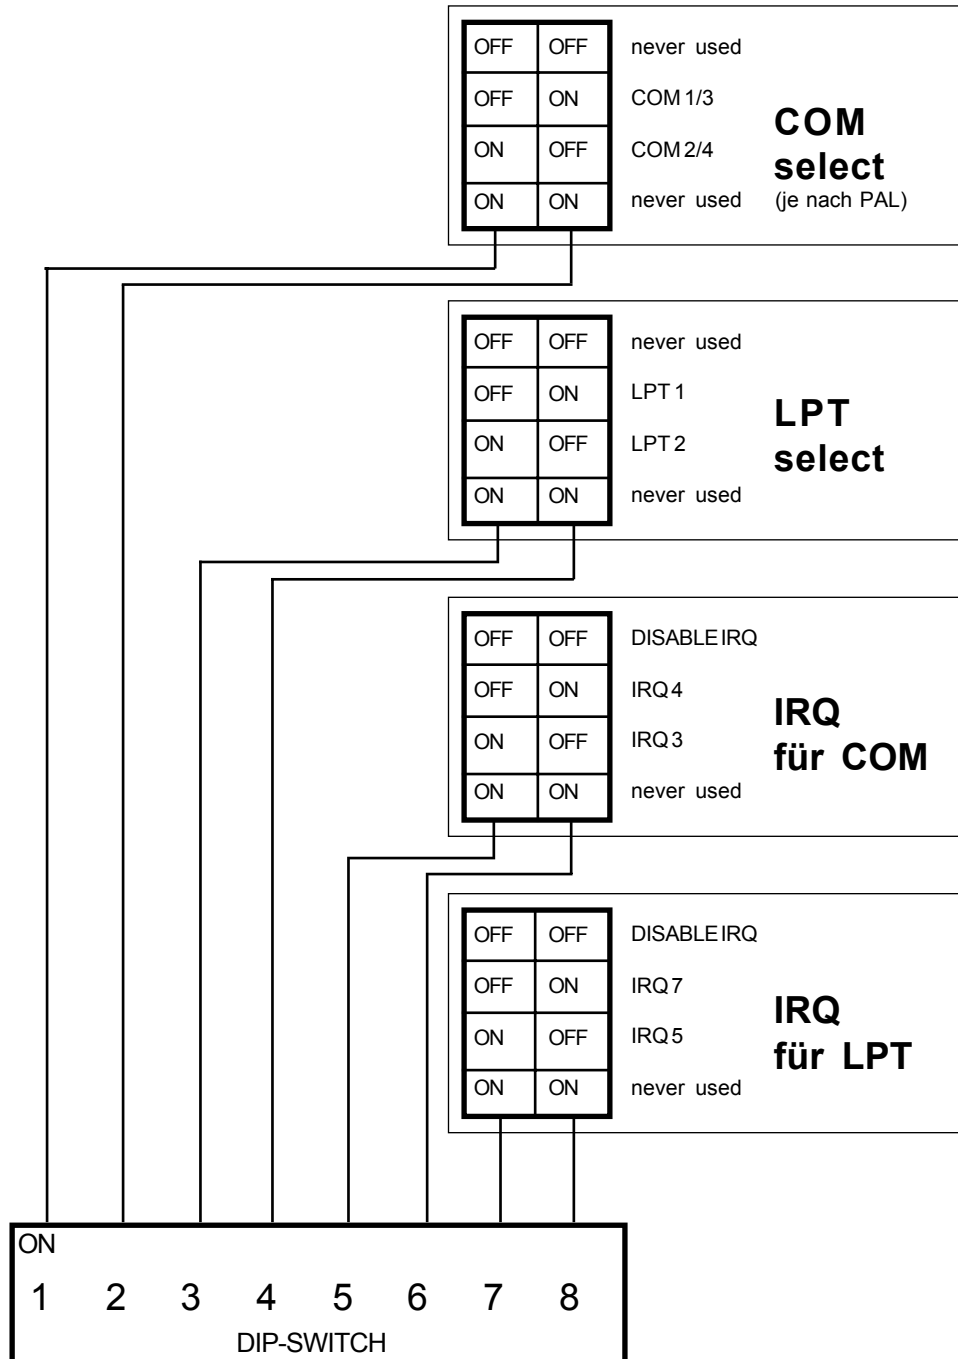 OFF OFF never used
OFF ON COM 1/3
ON OFF COM 2/4
ON ON never used
COM
select
(je nach PAL)
OFF OFF never used
OFF ON LPT 1
ON OFF LPT 2
ON ON never used
LPT
select
OFF OFF DISABLE IRQ
OFF ON IRQ 4
ON OFF IRQ 3
ON ON never used
IRQ
für COM
OFF OFF DISABLE IRQ
OFF ON IRQ 7
ON OFF IRQ 5
ON ON never used
IRQ
für LPT
ON
1 2 3 4 5 6 7 8
DIP-SWITCH